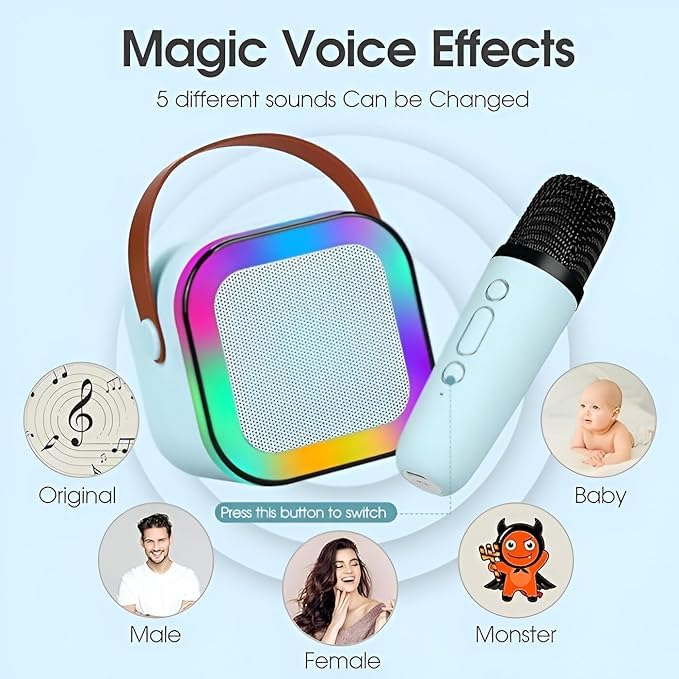 Magic Voice Effects
5 different sounds Can be Changed
Original
Baby
Press this button to switch
Male
Female
Monster